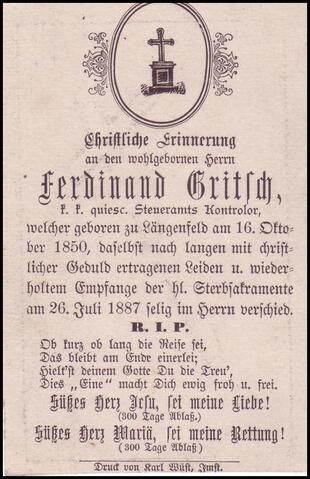 Christliche Erinnerung
an den wohlgebornen Herrn
Ferdinand Gritsch,
k. k. quiesc. Steueramts Kontrolor,
welcher geboren zu Längenfeld am 16. Okto-
ber 1850, daselbst nach langen mit christ-
licher Geduld ertragenen Leiden u. wieder-
holtem Empfange der hl. Sterbsakramente
am 26. Juli 1887 selig im Herrn verschied.
R. I. P.
Ob kurz ob lang die Reise sei,
Das bleibt am Ende einerlei;
Hielt'st deinem Gotte Du die Treu',
Dies „Eine" macht Dich ewig froh u. frei.
Süßes Herz Jesu, sei meine Liebe!
(300 Tage Ablaß.)
Süßes Herz Mariä, sei meine Rettung!
(300 Tage Ablaß)
Druck von Karl Wüst, Imst.